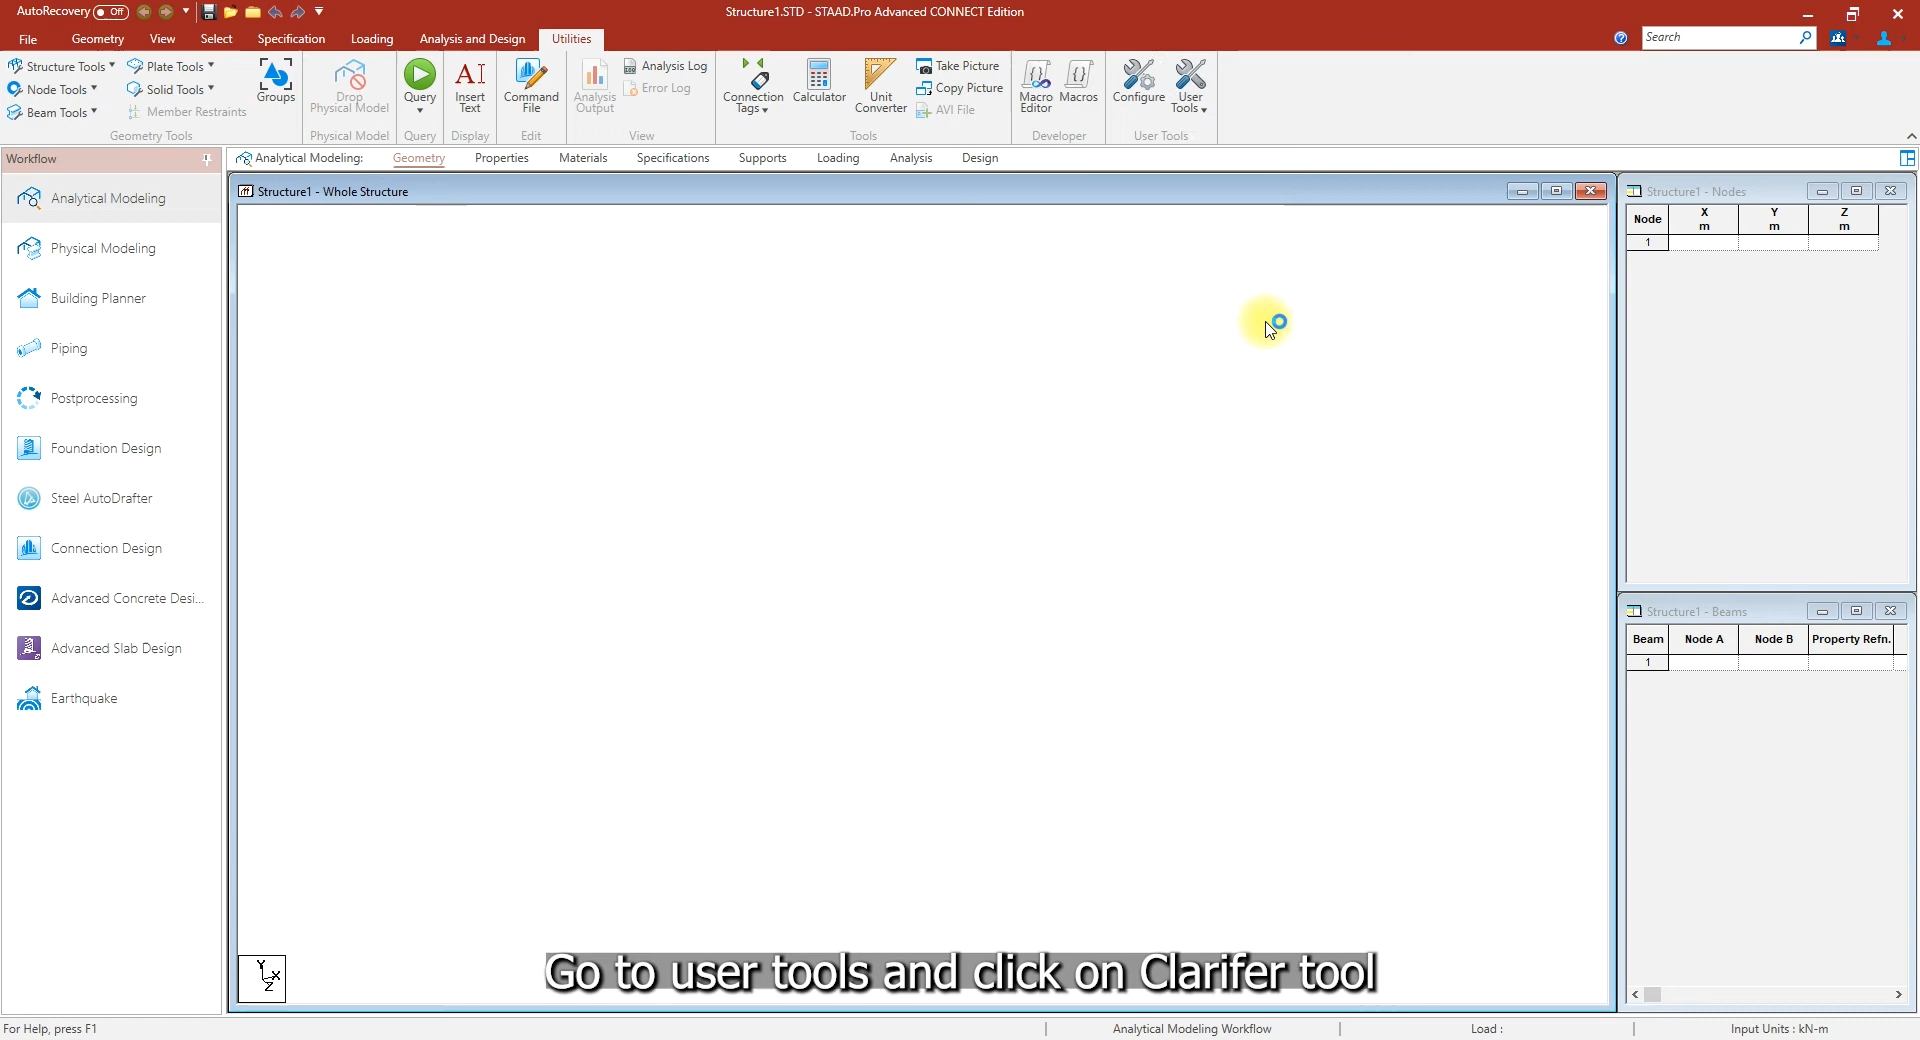 AutoRecovery Off
Structure1.STD - STAAD.Pro Advanced CONNECT Edition
File Geometry View Select Specification Loading Analysis and Design Utilities
Search
Structure Tools
Node Tools
Beam Tools
Plate Tools
Solid Tools
Member Restraints
Groups
Geometry Tools
Drop
Physical Model
Physical Model
Query
Query
Insert
Text
Display
Command
File
Edit
Analysis
Output
Analysis Log
Error Log
View
Connection
Tags
Calculator
Unit
Converter
Take Picture
Copy Picture
AVI File
Tools
Macro
Editor
Macros
Developer
Configure
User
Tools
User Tools
Workflow
Analytical Modeling
Physical Modeling
Building Planner
Piping
Postprocessing
Foundation Design
Steel AutoDrafter
Connection Design
Advanced Concrete Desi...
Advanced Slab Design
Earthquake
Analytical Modeling: Geometry Properties Materials Specifications Supports Loading Analysis Design
Structure1 - Whole Structure
Y
X
Z
Structure1 - Nodes
Node X m Y m Z m
1
Structure1 - Beams
Beam Node A Node B Property Refn.
1
Go to user tools and click on Clarifer tool
For Help, press F1
Analytical Modeling Workflow
Load :
Input Units : kN-m